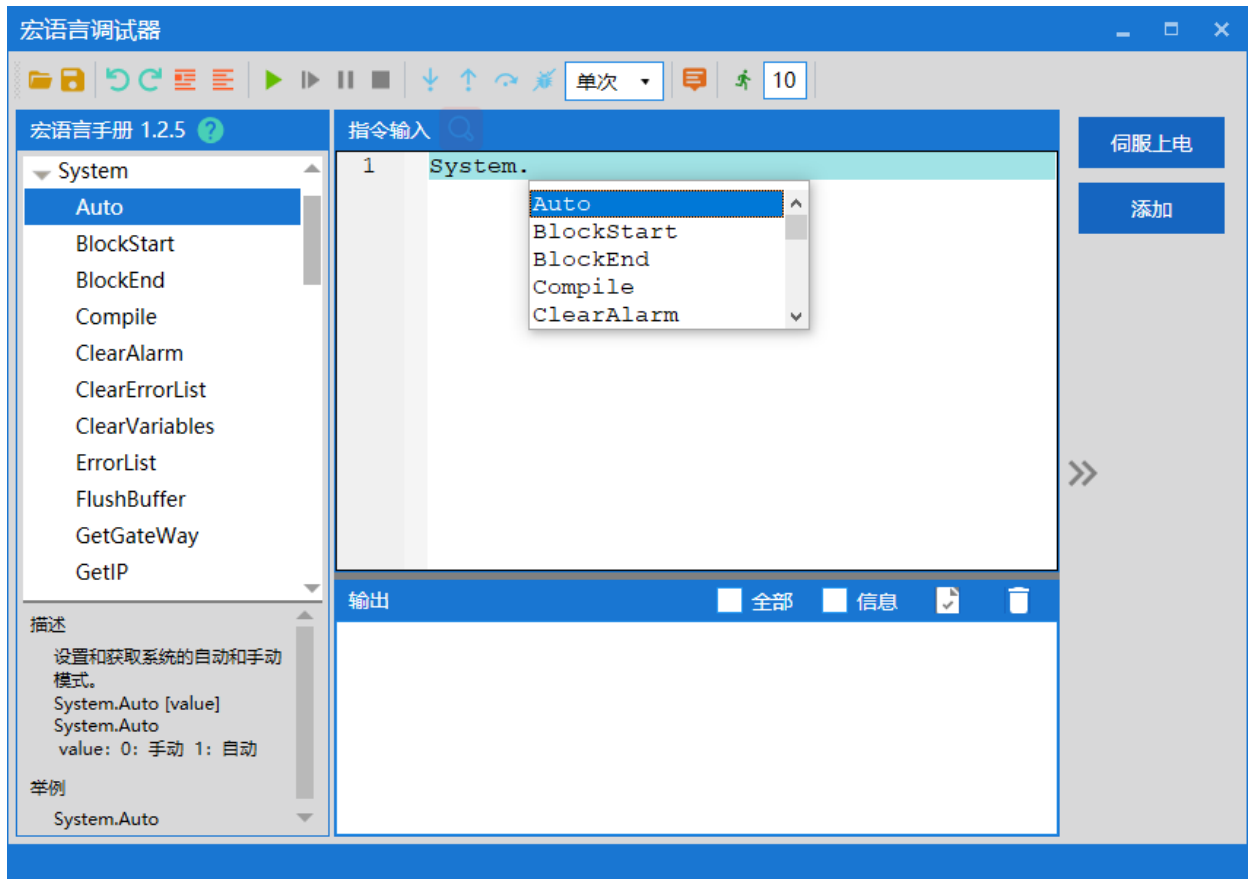 宏语言调试器
单次
10
宏语言手册 1.2.5
System
Auto
BlockStart
BlockEnd
Compile
ClearAlarm
ClearErrorList
ClearVariables
ErrorList
FlushBuffer
GetGateWay
GetIP
描述
设置和获取系统的自动和手动
模式。
System.Auto [value]
System.Auto
value：0：手动 1：自动
举例
System.Auto
指令输入
1 System.
Auto
BlockStart
BlockEnd
Compile
ClearAlarm
输出 全部 信息
伺服上电
添加